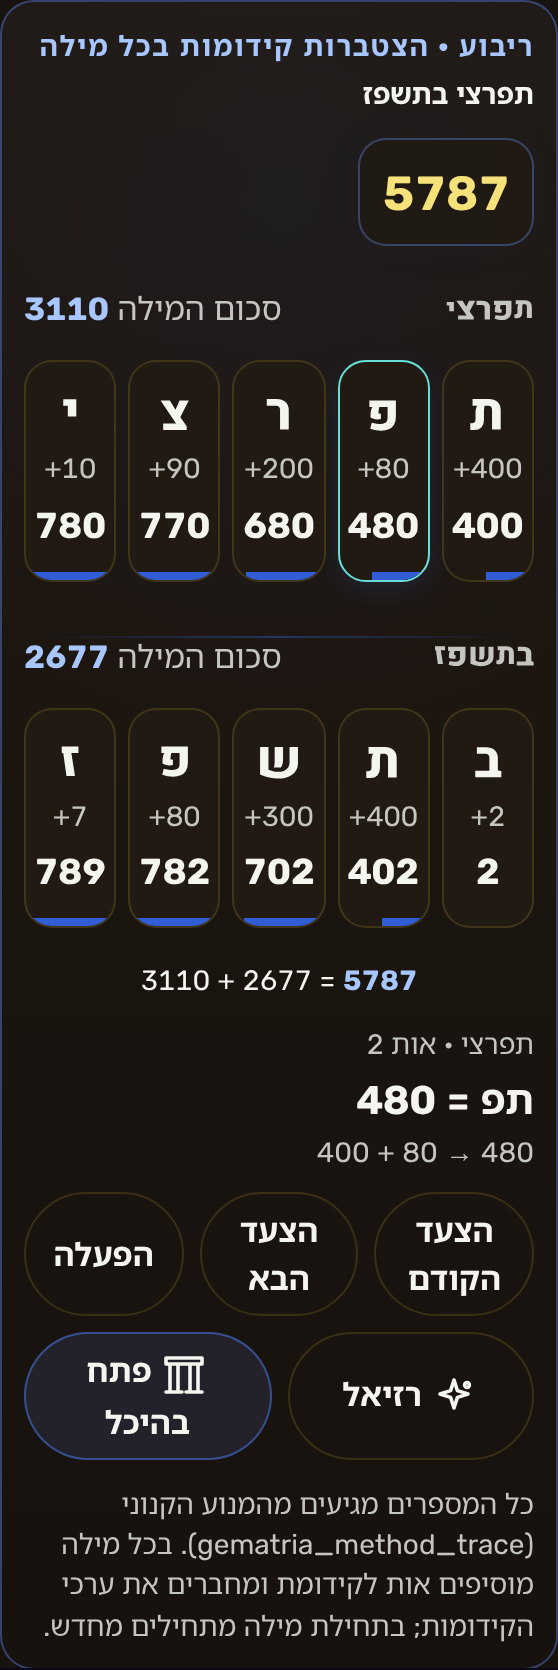 ריבוע • הצטברות קידומות בכל מילה
תפרצי בתשפז
5787
תפרצי סכום המילה 3110
ת פ ר צ י
+400 +80 +200 +90 +10
400 480 680 770 780
בתשפז סכום המילה 2677
ב ת ש פ ז
+2 +400 +300 +80 +7
2 402 702 782 789
3110 + 2677 = 5787
תפרצי • אות 2
תפ = 480
400 + 80 → 480
הצעד הקודם
הצעד הבא
הפעלה
רזיאל
פתח בהיכל
כל המספרים מגיעים מהמנוע הקנוני
(gematria_method_trace). בכל מילה
מוסיפים אות לקידומת ומחברים את ערכי
הקידומות; בתחילת מילה מתחילים מחדש.